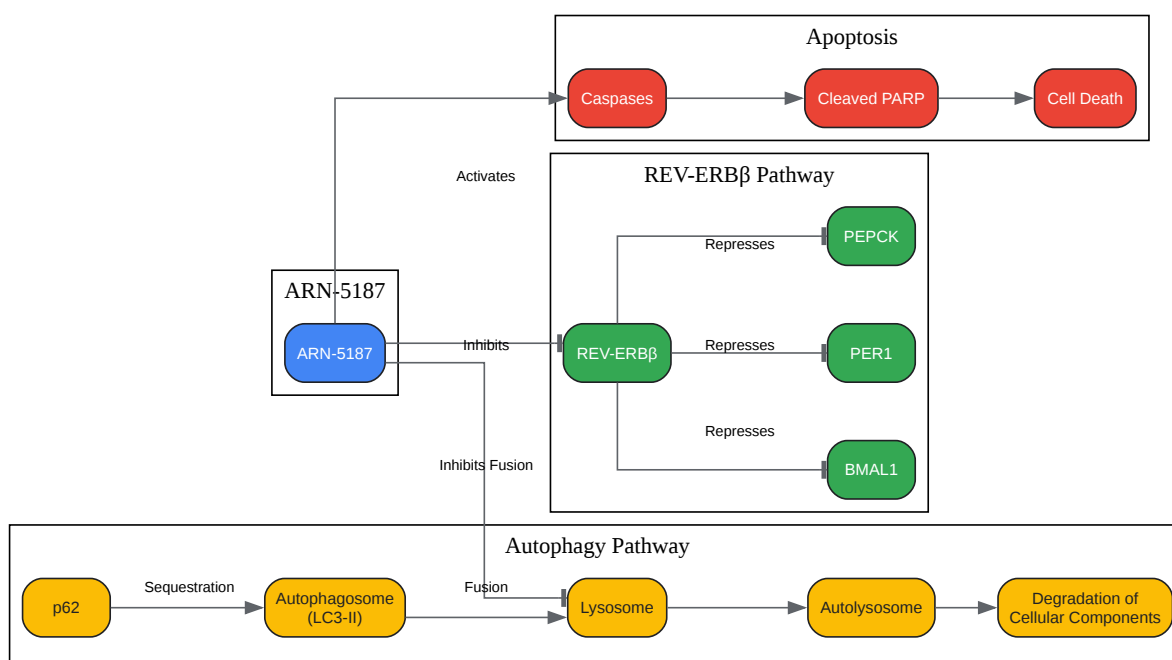 Apoptosis
Caspases
Cleaved PARP
Cell Death
Activates
REV-ERBβ Pathway
PEPCK
Represses
ARN-5187
ARN-5187
Inhibits
REV-ERBβ
Represses
PER1
Represses
BMAL1
Inhibits Fusion
Autophagy Pathway
p62
Sequestration
Autophagosome
(LC3-II)
Fusion
Lysosome
Autolysosome
Degradation of
Cellular Components